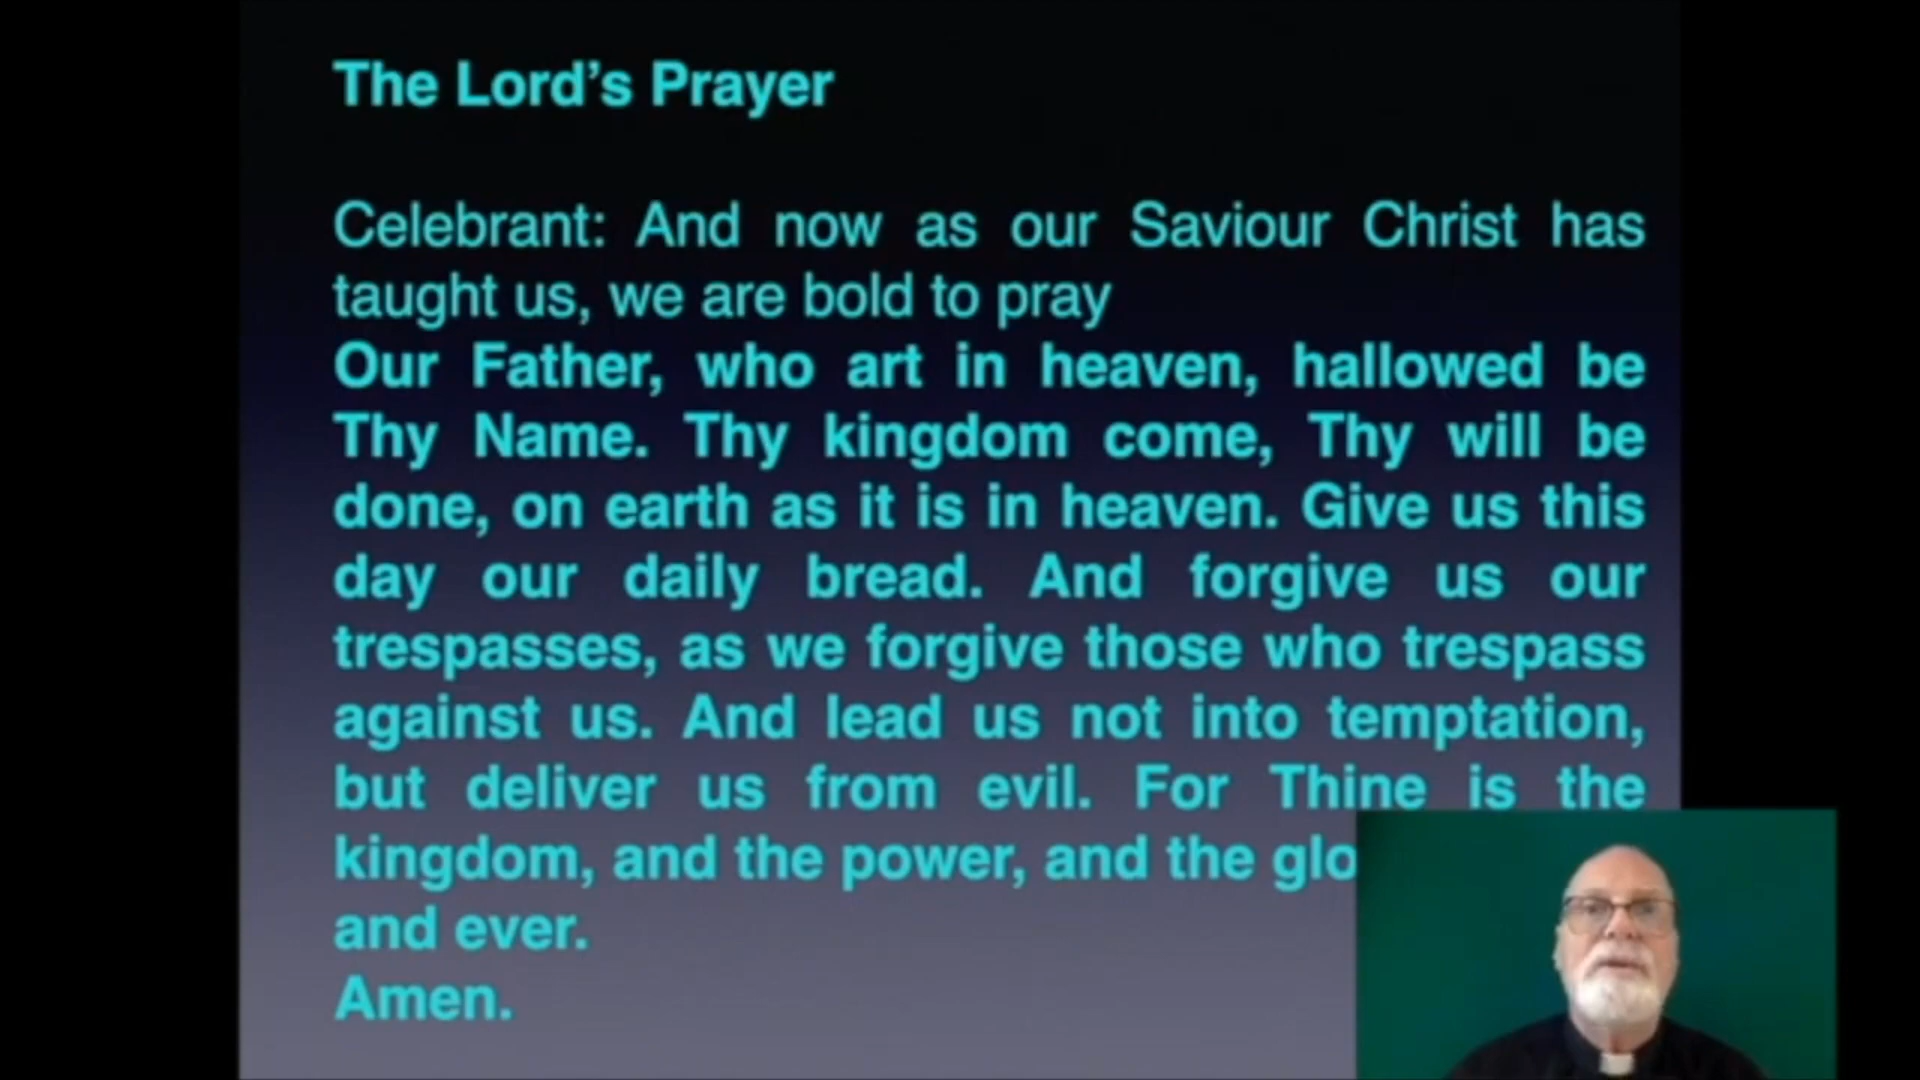 The Lord’s Prayer
Celebrant: And now as our Saviour Christ has
taught us, we are bold to pray
Our Father, who art in heaven, hallowed be
Thy Name. Thy kingdom come, Thy will be
done, on earth as it is in heaven. Give us this
day our daily bread. And forgive us our
trespasses, as we forgive those who trespass
against us. And lead us not into temptation,
but deliver us from evil. For Thine is the
kingdom, and the power, and the glo
and ever.
Amen.